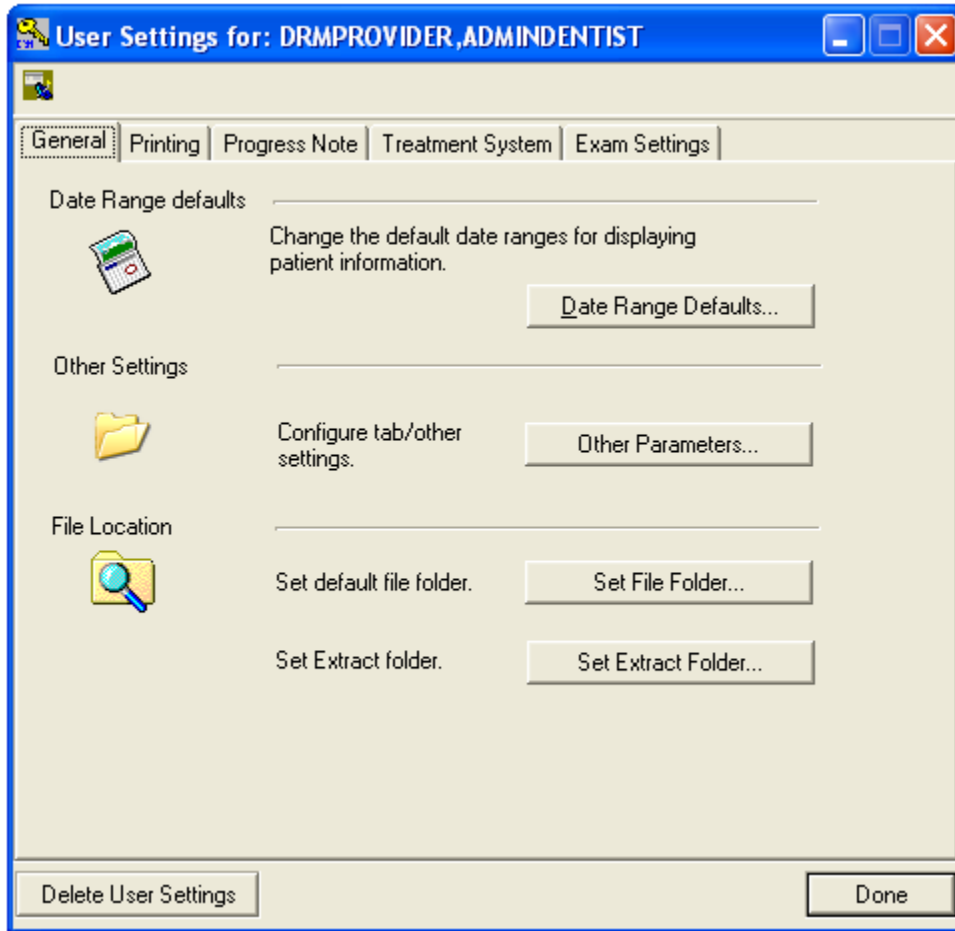 User Settings for: DRMPROVIDER,ADMINDENTIST
General Printing Progress Note Treatment System Exam Settings
Date Range defaults
Change the default date ranges for displaying
patient information.
Date Range Defaults...
Other Settings
Configure tab/other
settings.
Other Parameters...
File Location
Set default file folder.
Set File Folder...
Set Extract folder.
Set Extract Folder...
Delete User Settings
Done